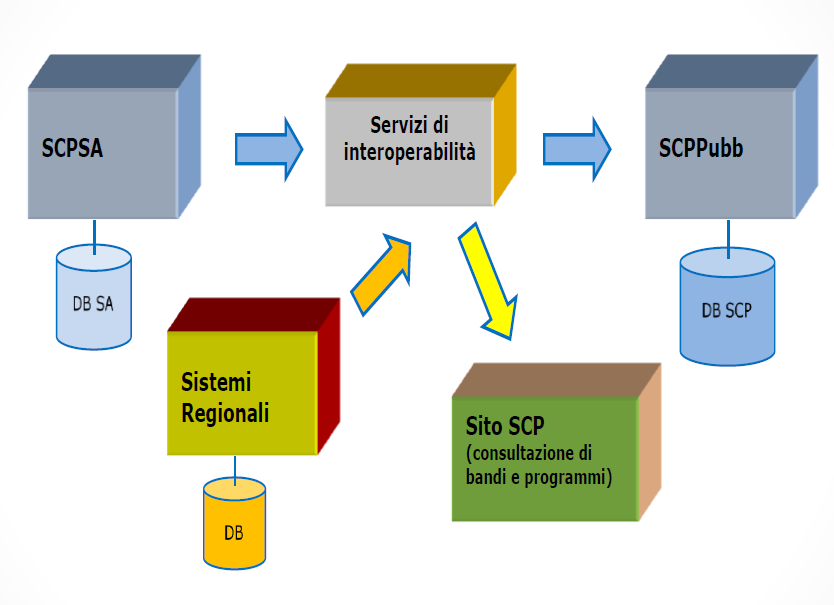 SCPSA
Servizi di
interoperabilità
SCPPubb
DB SA
DB SCP
Sistemi
Regionali
DB
Sito SCP
(consultazione di
bandi e programmi)